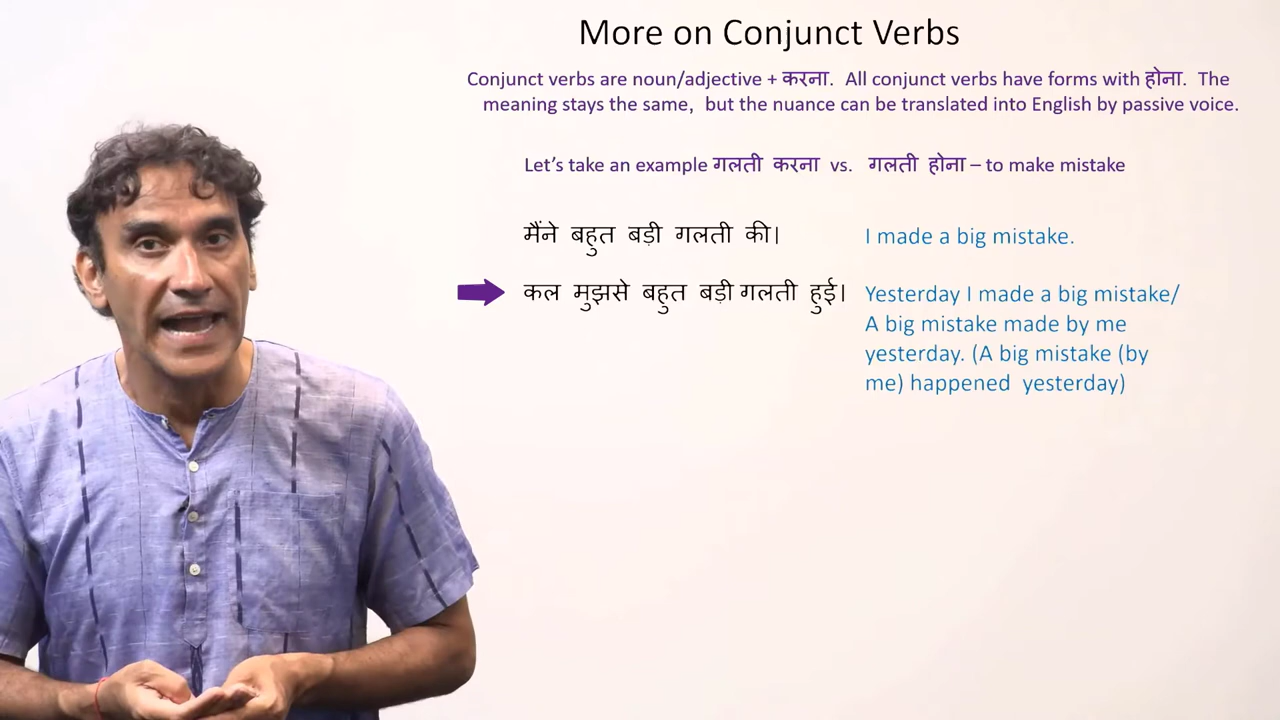 More on Conjunct Verbs
Conjunct verbs are noun/adjective + करना. All conjunct verbs have forms with होना. The
meaning stays the same, but the nuance can be translated into English by passive voice.
Let's take an example गलती करना vs. गलती होना – to make mistake
मैंने बहुत बड़ी गलती की। I made a big mistake.
कल मुझसे बहुत बड़ी गलती हुई। Yesterday I made a big mistake/
A big mistake made by me
yesterday. (A big mistake (by
me) happened yesterday)